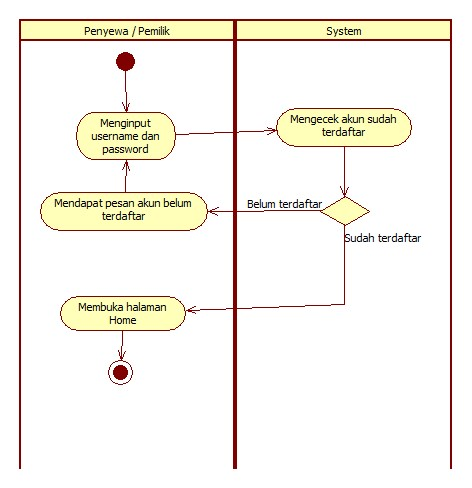 Penyewa / Pemilik
System
Menginput
username dan
password
Mengecek akun sudah
terdaftar
Mendapat pesan akun belum
terdaftar
Belum terdaftar
Sudah terdaftar
Membuka halaman
Home